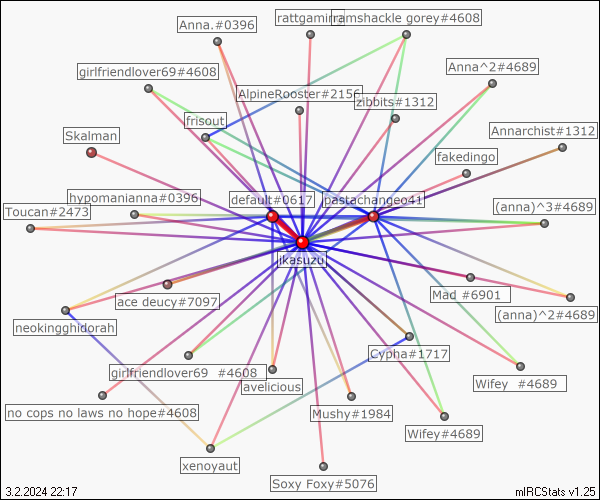 Anna.#0396
rattgaming
ramshackle gorey#4608
girlfriendlover69#4608
Anna^2#4689
AlpineRooster#2156
zibbits#1312
frisout
Annarchist#1312
Skalman
fakedingo
hypomanianna#0396
default#0617
pastachangeo41
Toucan#2473
(anna)^3#4689
jkasuzu
ace deucy#7097
Mad #6901
(anna)^2#4689
neokingghidorah
Cypha#1717
girlfriendlover69 #4608
avelicious
Wifey #4689
no cops no laws no hope#4608
Mushy#1984
Wifey#4689
xenoyaut
Soxy Foxy#5076
3.2.2024 22:17
mIRCStats v1.25